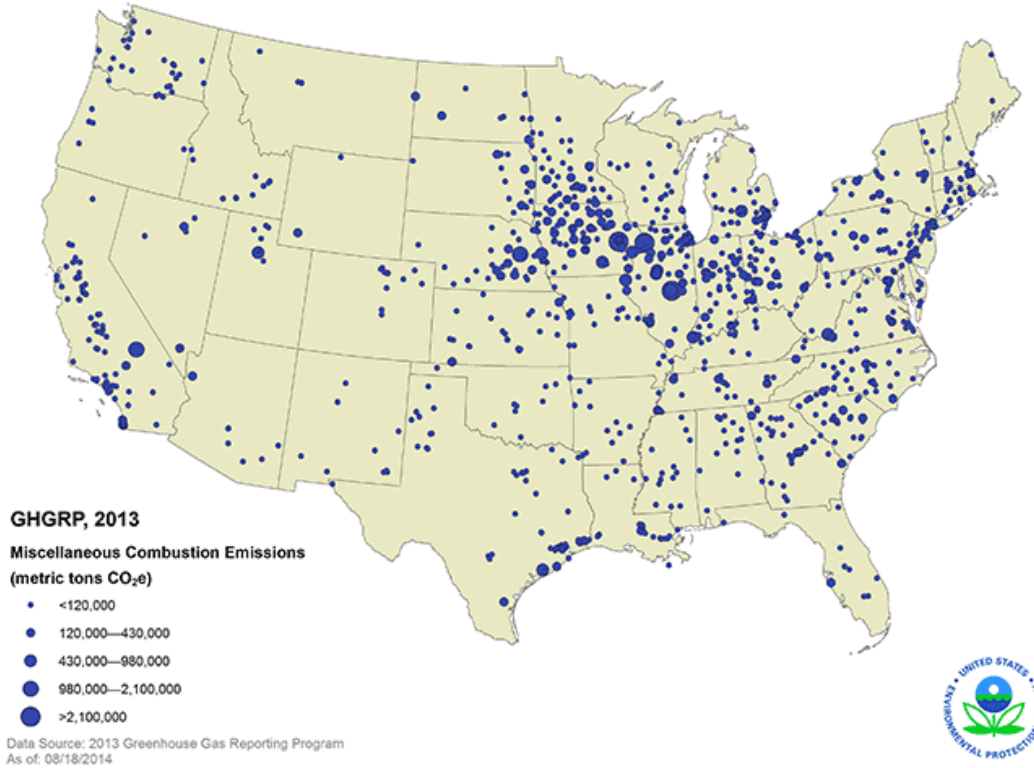 GHGRP, 2013
Miscellaneous Combustion Emissions
(metric tons CO₂e)
<120,000
120,000—430,000
430,000—980,000
980,000—2,100,000
>2,100,000
Data Source: 2013 Greenhouse Gas Reporting Program
As of: 08/18/2014
UNITED STATES
ENVIRONMENTAL PROTECTION